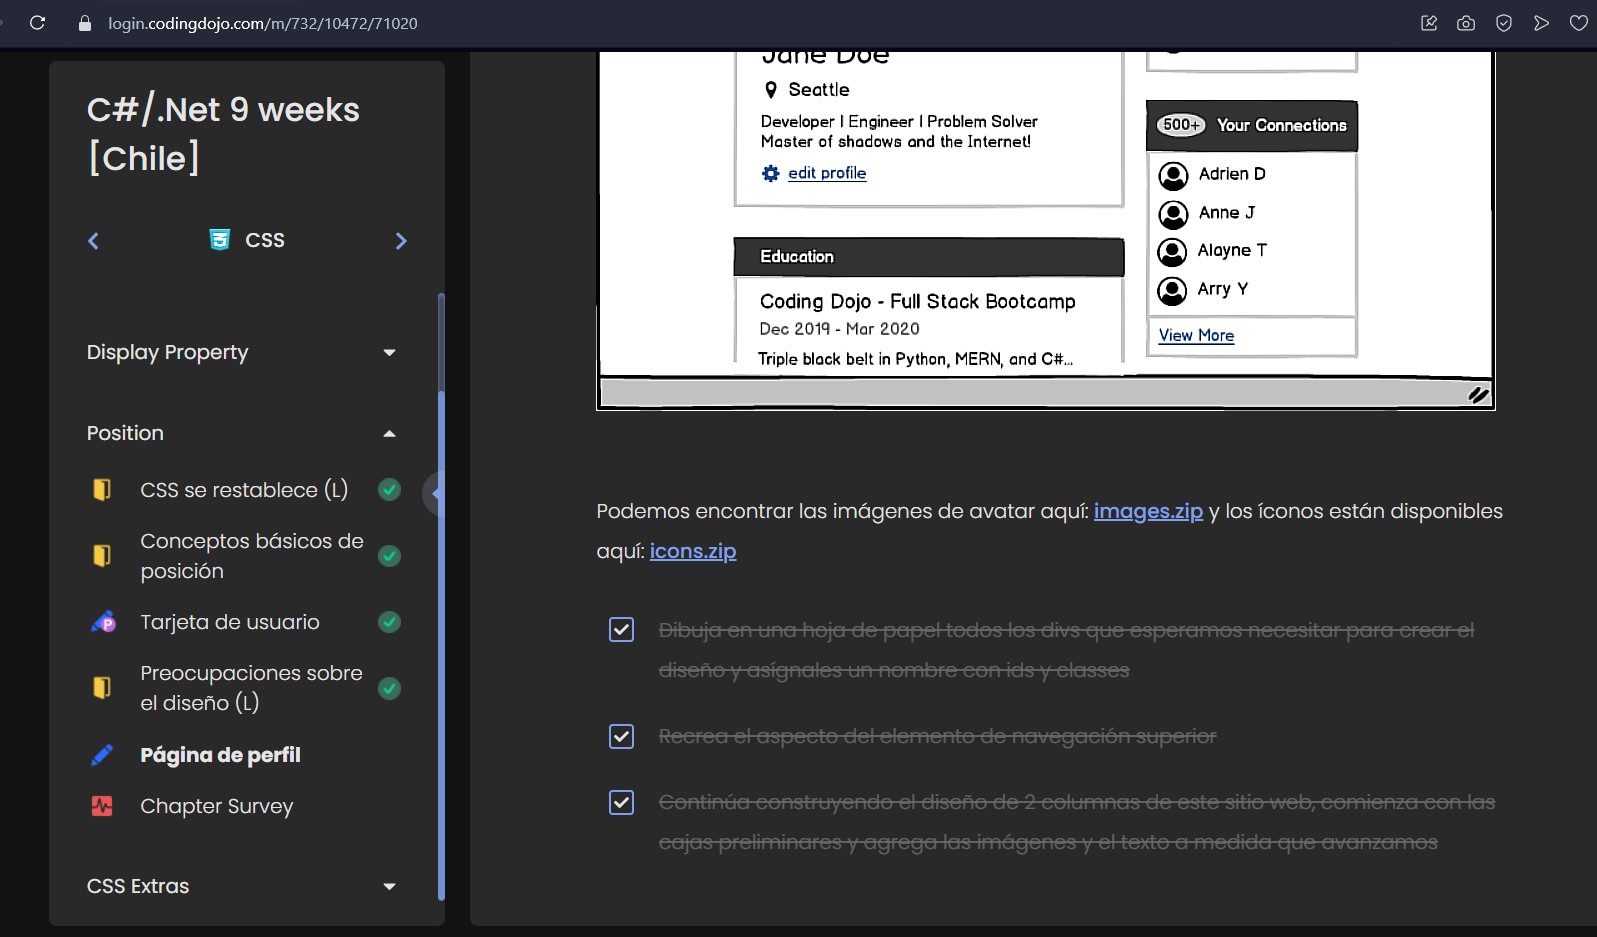 login.codingdojo.com/m/732/10472/71020
C#/.Net 9 weeks
[Chile]
CSS
Display Property
Position
CSS se restablece (L)
Conceptos básicos de
posición
Tarjeta de usuario
Preocupaciones sobre
el diseño (L)
Página de perfil
Chapter Survey
CSS Extras
Jane Doe
Seattle
Developer | Engineer | Problem Solver
Master of shadows and the Internet!
edit profile
Education
Coding Dojo - Full Stack Bootcamp
Dec 2019 - Mar 2020
Triple black belt in Python, MERN, and C#...
500+ Your Connections
Adrien D
Anne J
Alayne T
Arry Y
View More
Podemos encontrar las imágenes de avatar aquí: images.zip y los íconos están disponibles
aquí: icons.zip
Dibuja en una hoja de papel todos los divs que esperamos necesitar para crear el
diseño y asígnales un nombre con ids y classes
Recrea el aspecto del elemento de navegación superior
Continúa construyendo el diseño de 2 columnas de este sitio web, comienza con las
cajas preliminares y agrega las imágenes y el texto a medida que avanzamos